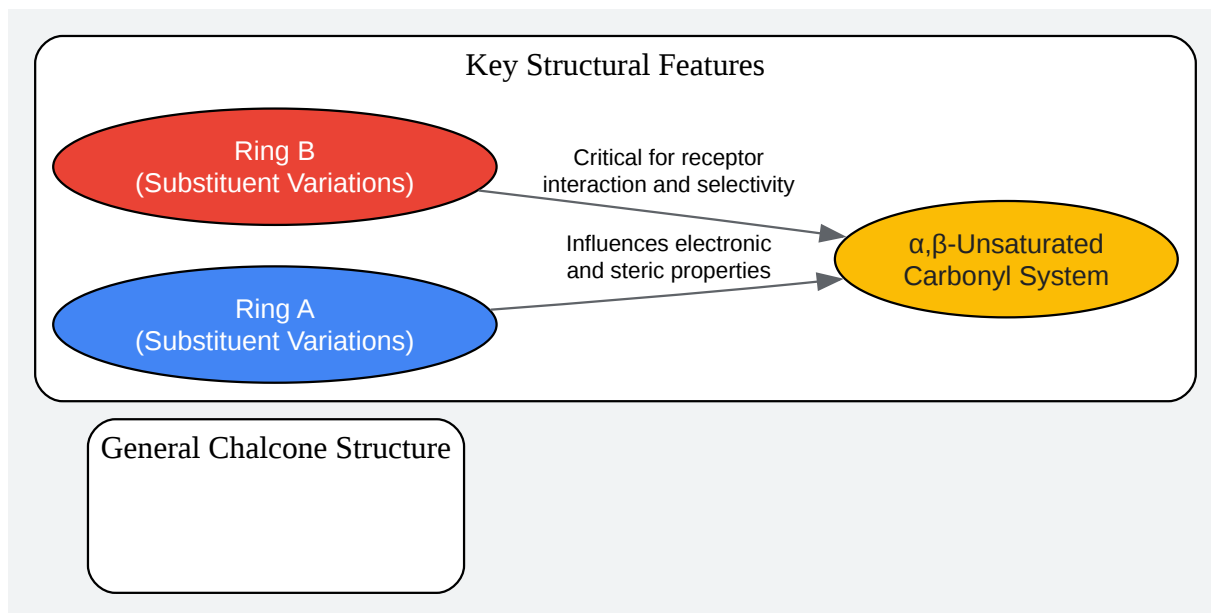 Key Structural Features
Ring B
(Substituent Variations)
Critical for receptor
interaction and selectivity
Influences electronic
and steric properties
α,β-Unsaturated
Carbonyl System
Ring A
(Substituent Variations)
General Chalcone Structure